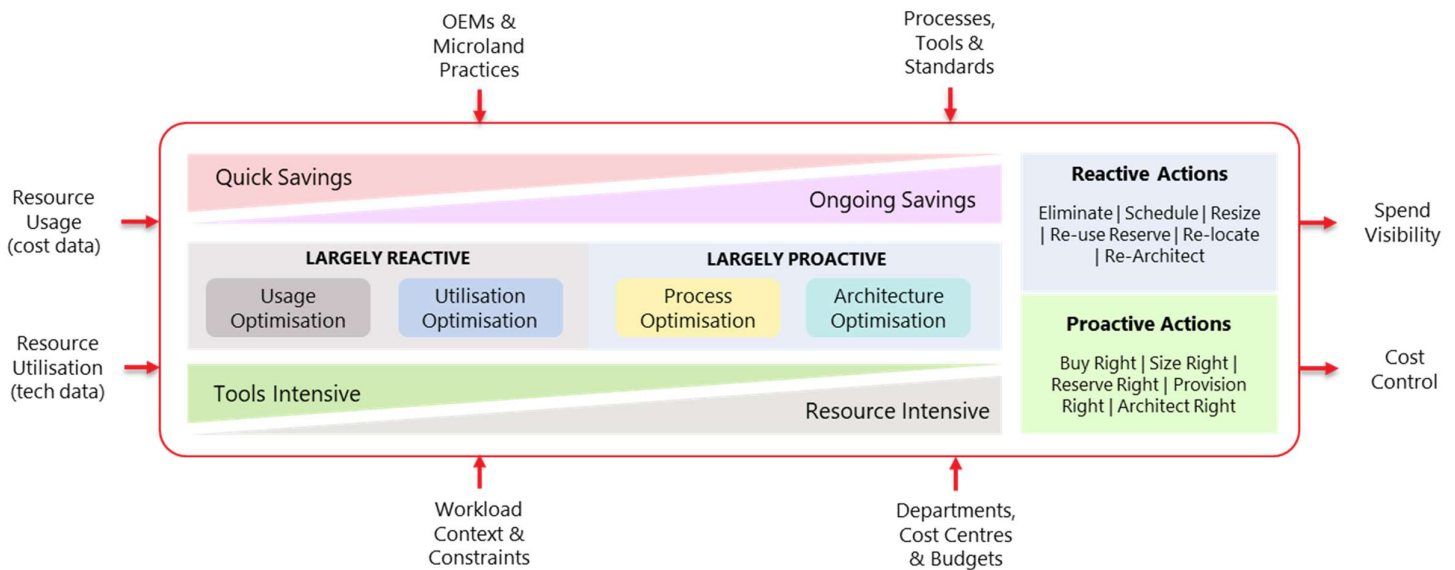 OEMs &
Microland
Practices
Processes,
Tools &
Standards
Resource
Usage
(cost data)
Resource
Utilisation
(tech data)
Quick Savings
Ongoing Savings
LARGELY REACTIVE
Usage
Optimisation
Utilisation
Optimisation
LARGELY PROACTIVE
Process
Optimisation
Architecture
Optimisation
Tools Intensive
Resource Intensive
Reactive Actions
Eliminate | Schedule | Resize
| Re-use Reserve | Re-locate
| Re-Architect
Proactive Actions
Buy Right | Size Right |
Reserve Right | Provision
Right | Architect Right
Spend
Visibility
Cost
Control
Workload
Context &
Constraints
Departments,
Cost Centres
& Budgets